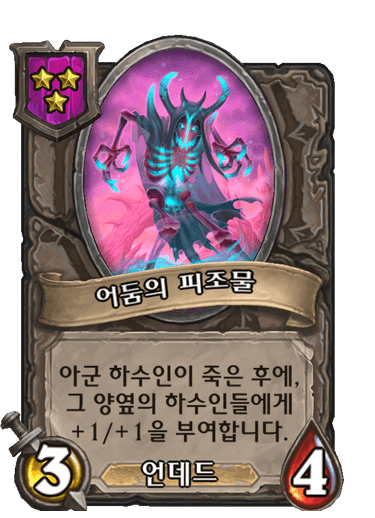 어둠의 피조물
아군 하수인이 죽은 후에,
그 양옆의 하수인들에게
+1/+1을 부여합니다.
3
언데드
4